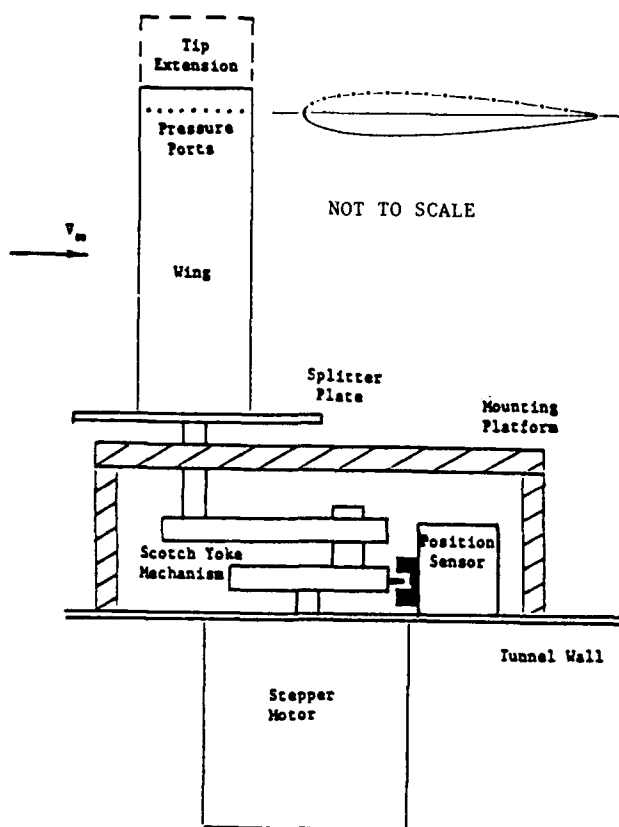 Tip
Extension
Pressure
Ports
NOT TO SCALE
V∞
Wing
Splitter
Plate
Mounting
Platform
Scotch Yoke
Mechanism
Position
Sensor
Tunnel Wall
Stepper
Motor